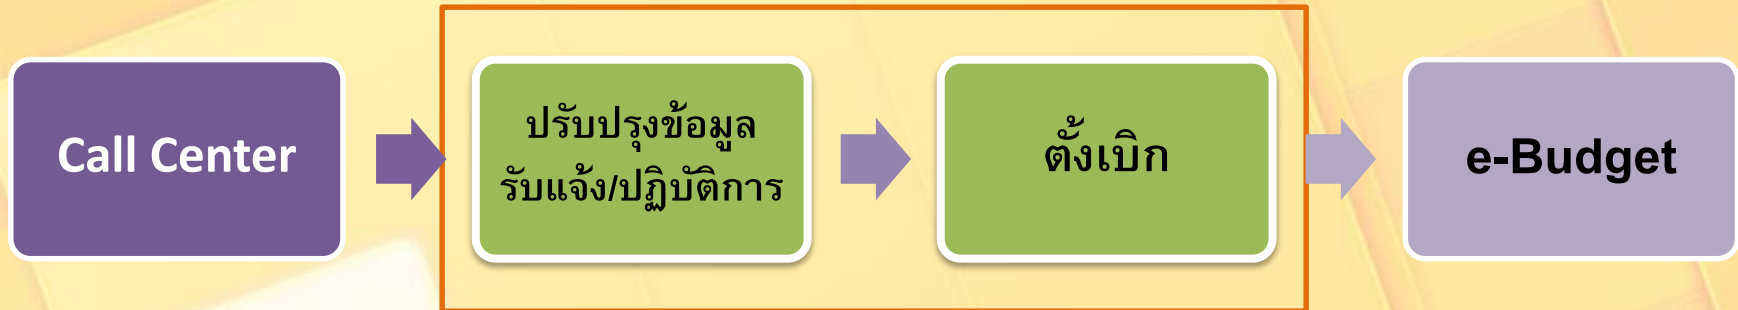 Call Center
ปรับปรุงข้อมูล
รับแจ้ง/ปฏิบัติการ
ตั้งเบิก
e-Budget